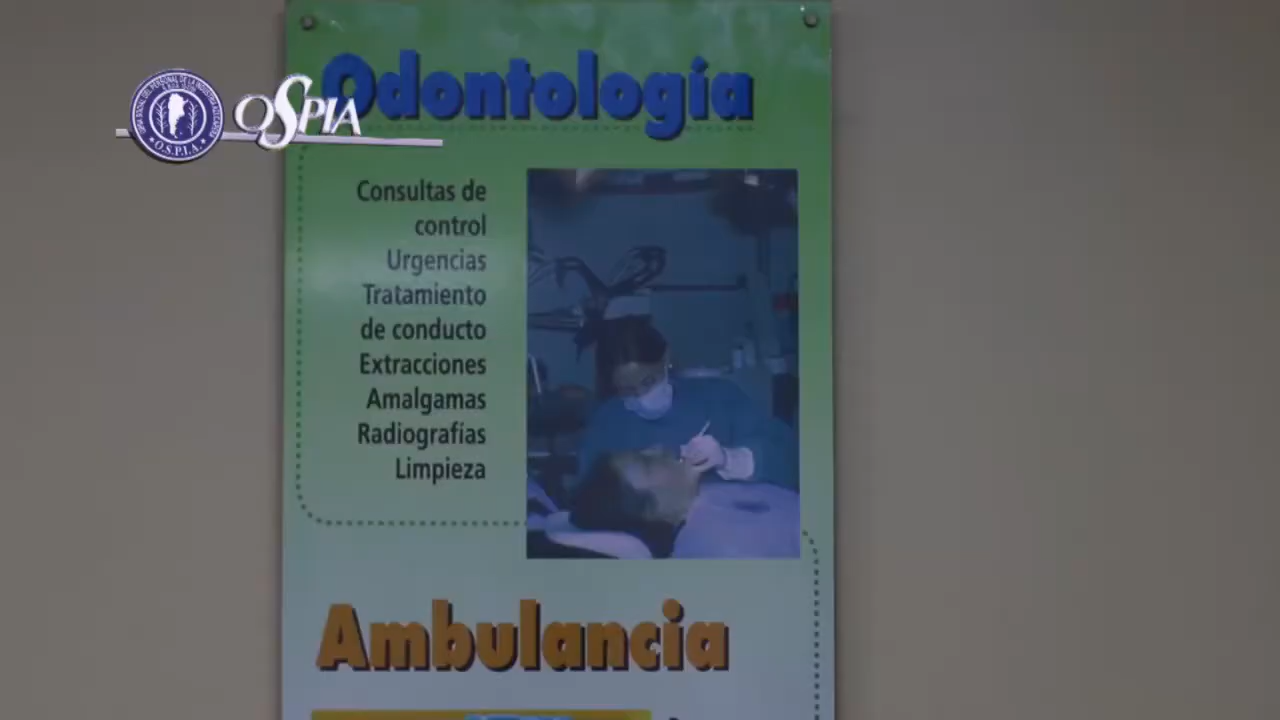 OSPIA
O.S.P.I.A.
Odontología
Consultas de
control
Urgencias
Tratamiento
de conducto
Extracciones
Amalgamas
Radiografías
Limpieza
Ambulancia